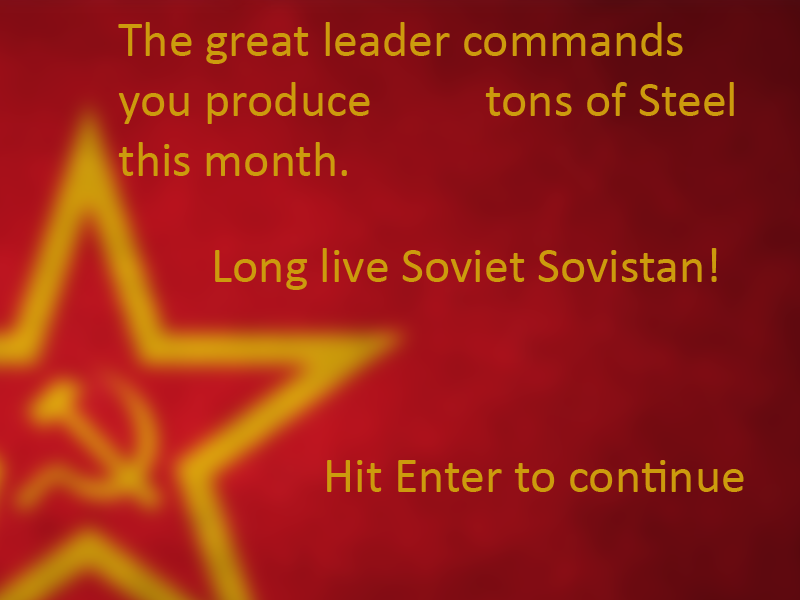 The great leader commands
you produce tons of Steel
this month.
Long live Soviet Sovistan!
Hit Enter to continue